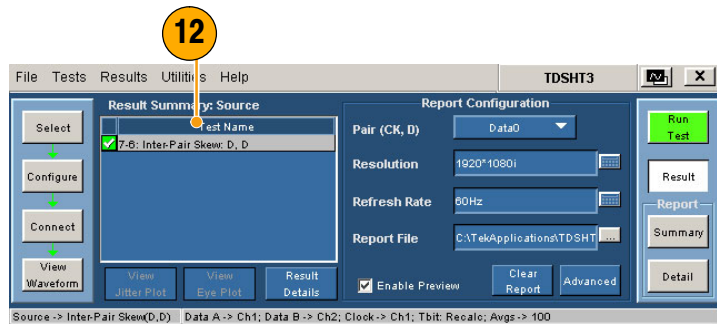 12
File Tests Results Utilities Help TDSHT3 X
Result Summary: Source
Test Name
7-6: Inter-Pair Skew: D, D
Select
Configure
Connect
View
Waveform
View
Jitter Plot
View
Eye Plot
Result
Details
Report Configuration
Pair (CK, D) Data0
Resolution 1920*1080i
Refresh Rate 60Hz
Report File C:\TekApplications\TDSHT ...
Enable Preview
Clear
Report
Advanced
Run
Test
Result
Report
Summary
Detail
Source -> Inter-Pair Skew(D,D) Data A -> Ch1; Data B -> Ch2; Clock -> Ch1; Tbit: Recalc; Avgs -> 100